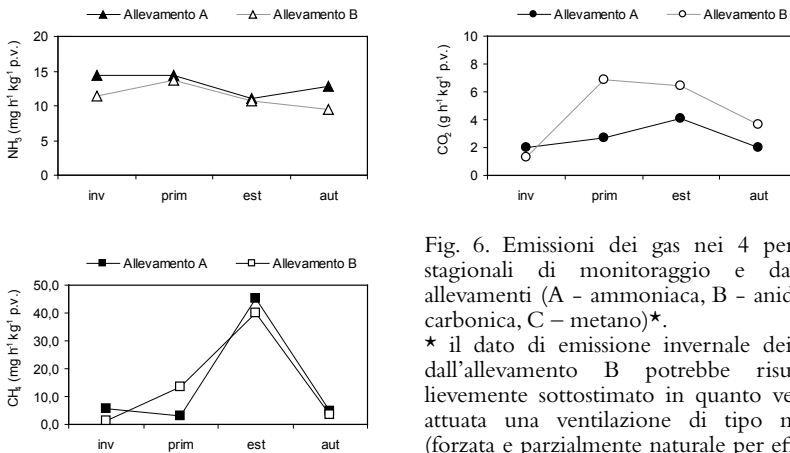 Allevamento A Allevamento B
20
15
10
5
0
NH₃ (mg h⁻¹ kg⁻¹ p.v.)
inv prim est aut
Allevamento A Allevamento B
10
8
6
4
2
0
CO₂ (g h⁻¹ kg⁻¹ p.v.)
inv prim est aut
Allevamento A Allevamento B
50,0
40,0
30,0
20,0
10,0
0,0
CH₄ (mg h⁻¹ kg⁻¹ p.v.)
inv prim est aut
Fig. 6. Emissioni dei gas nei 4 per
stagionali di monitoraggio e da
allevamenti (A - ammoniaca, B - anid
carbonica, C – metano)★.
★ il dato di emissione invernale dei
dall'allevamento B potrebbe risu
lievemente sottostimato in quanto ve
attuata una ventilazione di tipo n
(forzata e parzialmente naturale per eff